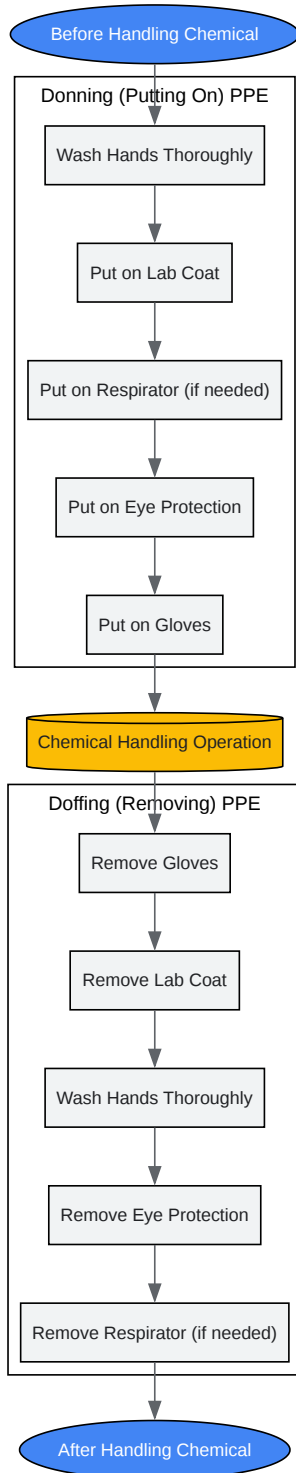 Before Handling Chemical
Donning (Putting On) PPE
Wash Hands Thoroughly
Put on Lab Coat
Put on Respirator (if needed)
Put on Eye Protection
Put on Gloves
Chemical Handling Operation
Doffing (Removing) PPE
Remove Gloves
Remove Lab Coat
Wash Hands Thoroughly
Remove Eye Protection
Remove Respirator (if needed)
After Handling Chemical